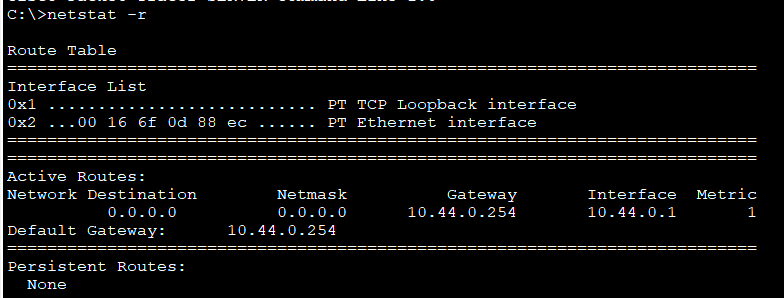 C:\>netstat -r
Route Table
===========================================================================
Interface List
0x1 ........................... PT TCP Loopback interface
0x2 ...00 16 6f 0d 88 ec ...... PT Ethernet interface
===========================================================================
===========================================================================
Active Routes:
Network Destination        Netmask          Gateway       Interface  Metric
          0.0.0.0          0.0.0.0      10.44.0.254       10.44.0.1       1
Default Gateway:      10.44.0.254
===========================================================================
Persistent Routes:
  None